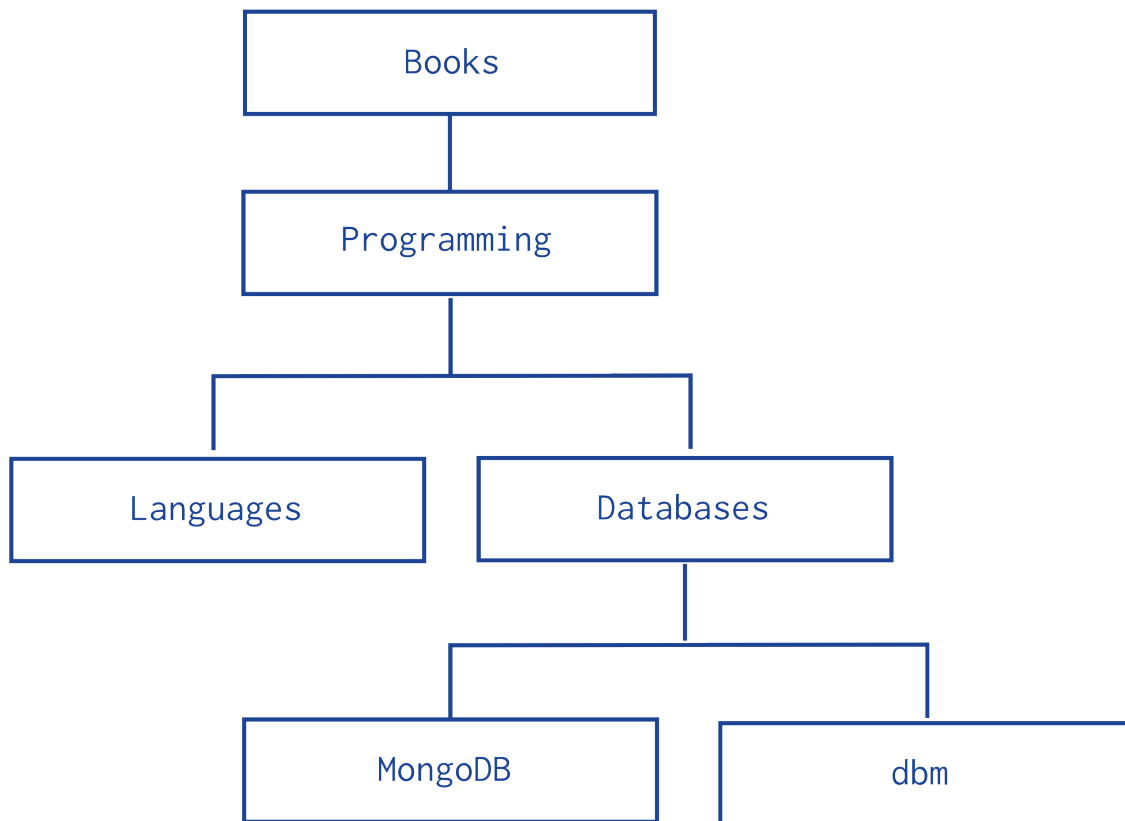 Books
Programming
Languages
Databases
MongoDB
dbm